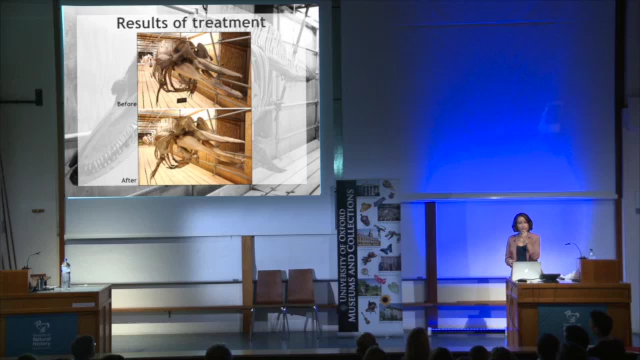 Results of treatment
Before
After
UNIVERSITY OF OXFORD
MUSEUMS AND COLLECTIONS